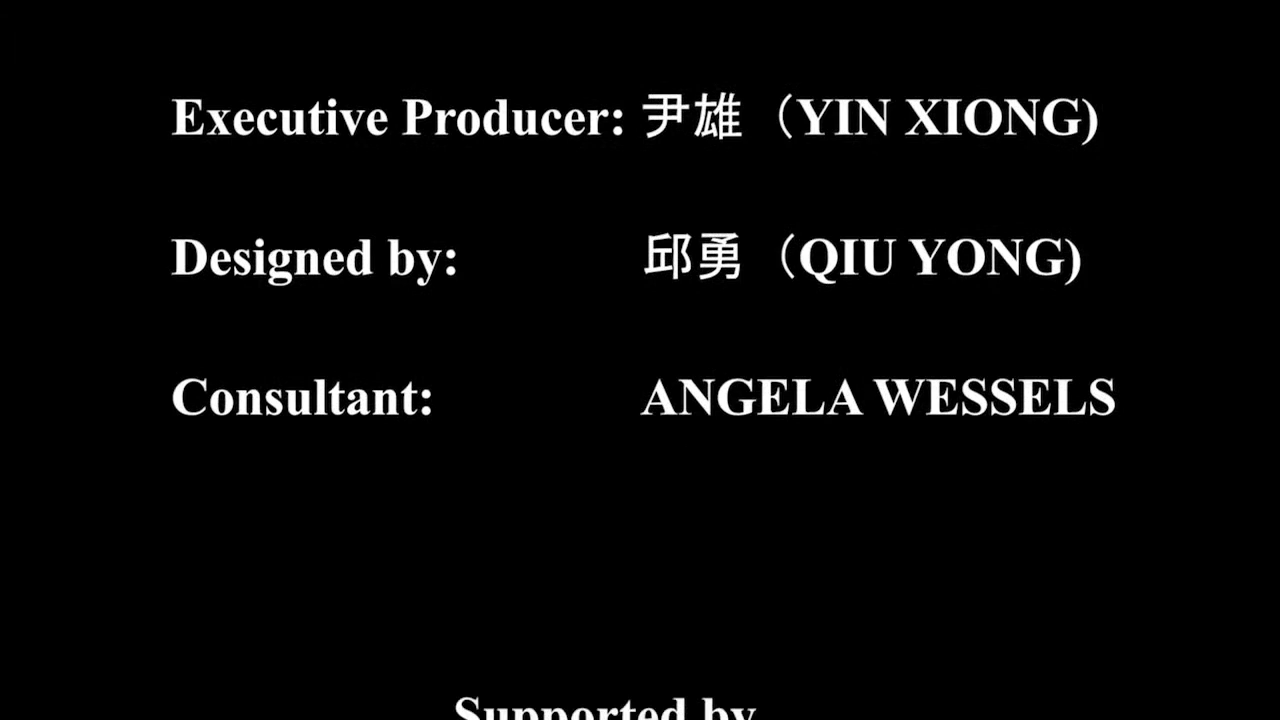 Executive Producer: 尹雄（YIN XIONG)
Designed by: 邱勇（QIU YONG)
Consultant: ANGELA WESSELS
Supported by